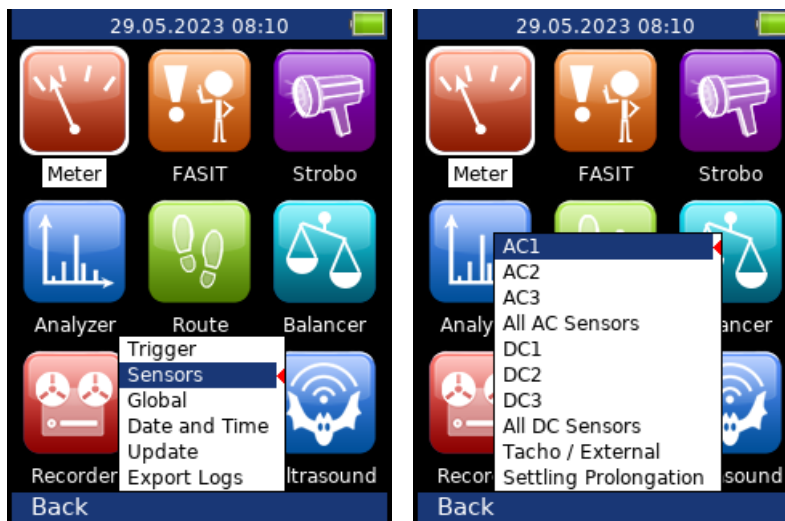 29.05.2023 08:10
Meter FASIT Strobo
Analyzer Route Balancer
Trigger
Sensors
Global
Date and Time
Update
Recorder Export Logs ltrasound
Back
29.05.2023 08:10
Meter FASIT Strobo
AC1
AC2
AC3
Analy All AC Sensors ancer
DC1
DC2
DC3
All DC Sensors
Tacho / External
Recor Settling Prolongation sound
Back